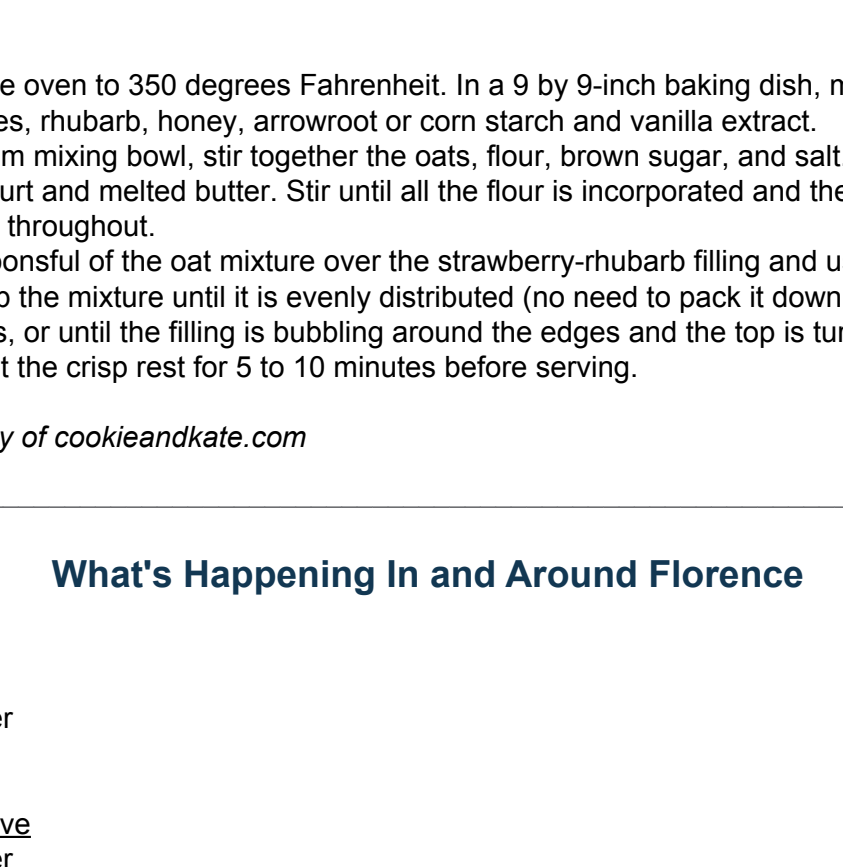 e oven to 350 degrees Fahrenheit. In a 9 by 9-inch baking dish, m
es, rhubarb, honey, arrowroot or corn starch and vanilla extract.
m mixing bowl, stir together the oats, flour, brown sugar, and salt.
urt and melted butter. Stir until all the flour is incorporated and the
throughout.
oonsful of the oat mixture over the strawberry-rhubarb filling and u
p the mixture until it is evenly distributed (no need to pack it down
s, or until the filling is bubbling around the edges and the top is tur
t the crisp rest for 5 to 10 minutes before serving.
y of cookieandkate.com
What's Happening In and Around Florence
er
ve
er